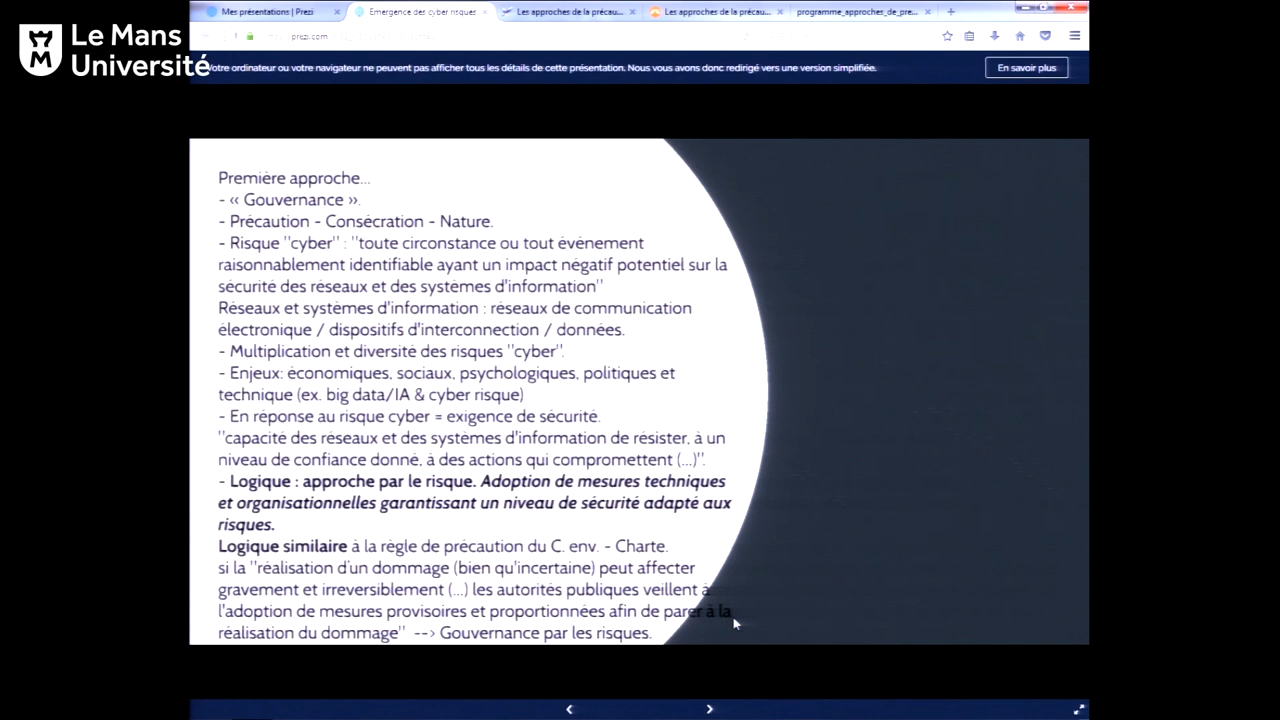 Mes présentations | Prezi
Emergence des cyber risques
Les approches de la précau...
Les approches de la précau...
programme_approches_de_pre...
prezi.com
Le Mans
Université
Votre ordinateur ou votre navigateur ne peuvent pas afficher tous les détails de cette présentation. Nous vous avons donc redirigé vers une version simplifiée.
En savoir plus
Première approche...
- « Gouvernance ».
- Précaution - Consécration - Nature.
- Risque "cyber" : "toute circonstance ou tout événement
raisonnablement identifiable ayant un impact négatif potentiel sur la
sécurité des réseaux et des systèmes d'information"
Réseaux et systèmes d'information : réseaux de communication
électronique / dispositifs d'interconnection / données.
- Multiplication et diversité des risques "cyber".
- Enjeux: économiques, sociaux, psychologiques, politiques et
technique (ex. big data/IA & cyber risque)
- En réponse au risque cyber = exigence de sécurité.
"capacité des réseaux et des systèmes d'information de résister, à un
niveau de confiance donné, à des actions qui compromettent (...)".
- Logique : approche par le risque. Adoption de mesures techniques
et organisationnelles garantissant un niveau de sécurité adapté aux
risques.
Logique similaire à la règle de précaution du C. env. - Charte.
si la "réalisation d'un dommage (bien qu'incertaine) peut affecter
gravement et irreversiblement (...) les autorités publiques veillent à
l'adoption de mesures provisoires et proportionnées afin de parer à la
réalisation du dommage" --> Gouvernance par les risques.